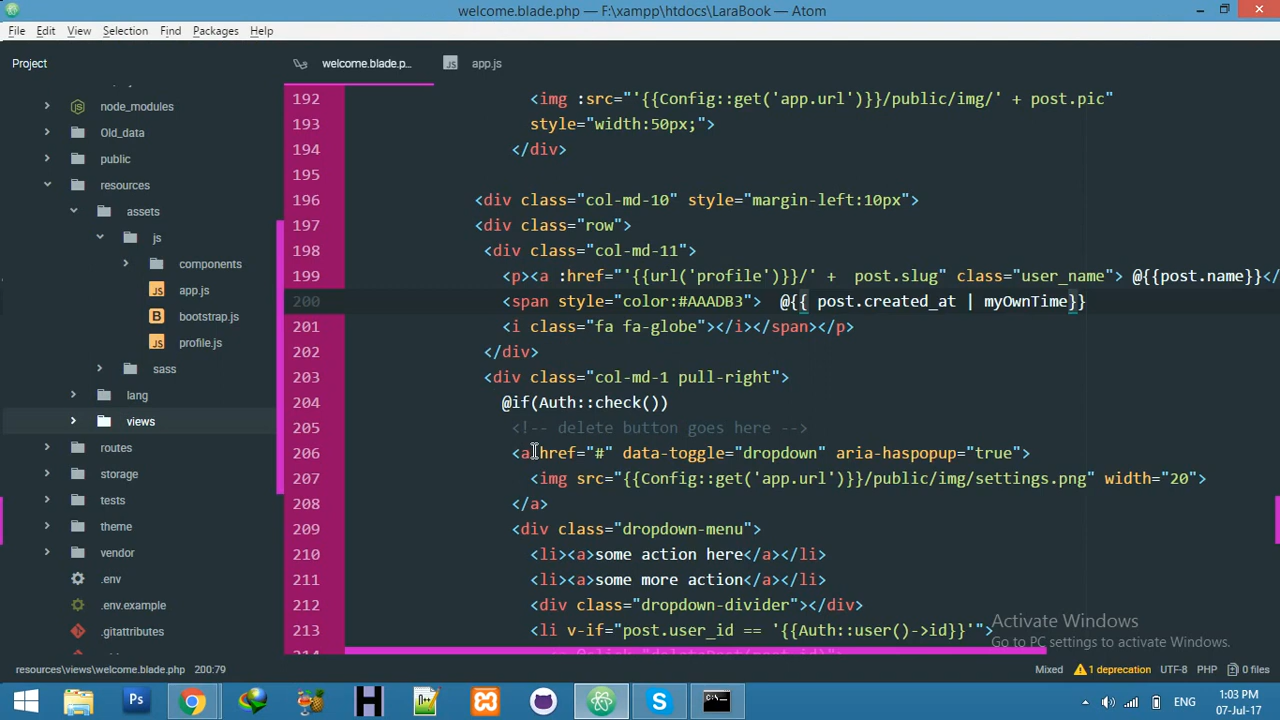 welcome.blade.php — F:\xampp\htdocs\LaraBook — Atom
File Edit View Selection Find Packages Help
Project
welcome.blade.p...
app.js
node_modules
Old_data
public
resources
assets
js
components
app.js
bootstrap.js
profile.js
sass
lang
views
routes
storage
tests
theme
vendor
.env
.env.example
.gitattributes
192 <img :src="'{{Config::get('app.url')}}/public/img/' + post.pic"
193 style="width:50px;">
194 </div>
195
196 <div class="col-md-10" style="margin-left:10px">
197 <div class="row">
198 <div class="col-md-11">
199 <p><a :href="'{{url('profile')}}/' +  post.slug" class="user_name"> @{{post.name}}</
200 <span style="color:#AAADB3">  @{{ post.created_at | myOwnTime}}
201 <i class="fa fa-globe"></i></span></p>
202 </div>
203 <div class="col-md-1 pull-right">
204 @if(Auth::check())
205 <!-- delete button goes here -->
206 <a href="#" data-toggle="dropdown" aria-haspopup="true">
207 <img src="{{Config::get('app.url')}}/public/img/settings.png" width="20">
208 </a>
209 <div class="dropdown-menu">
210 <li><a>some action here</a></li>
211 <li><a>some more action</a></li>
212 <div class="dropdown-divider"></div>
213 <li v-if="post.user_id == '{{Auth::user()->id}}'">
Activate Windows
Go to PC settings to activate Windows.
resources\views\welcome.blade.php 200:79
Mixed 1 deprecation UTF-8 PHP 0 files
Ps
ENG
1:03 PM
07-Jul-17